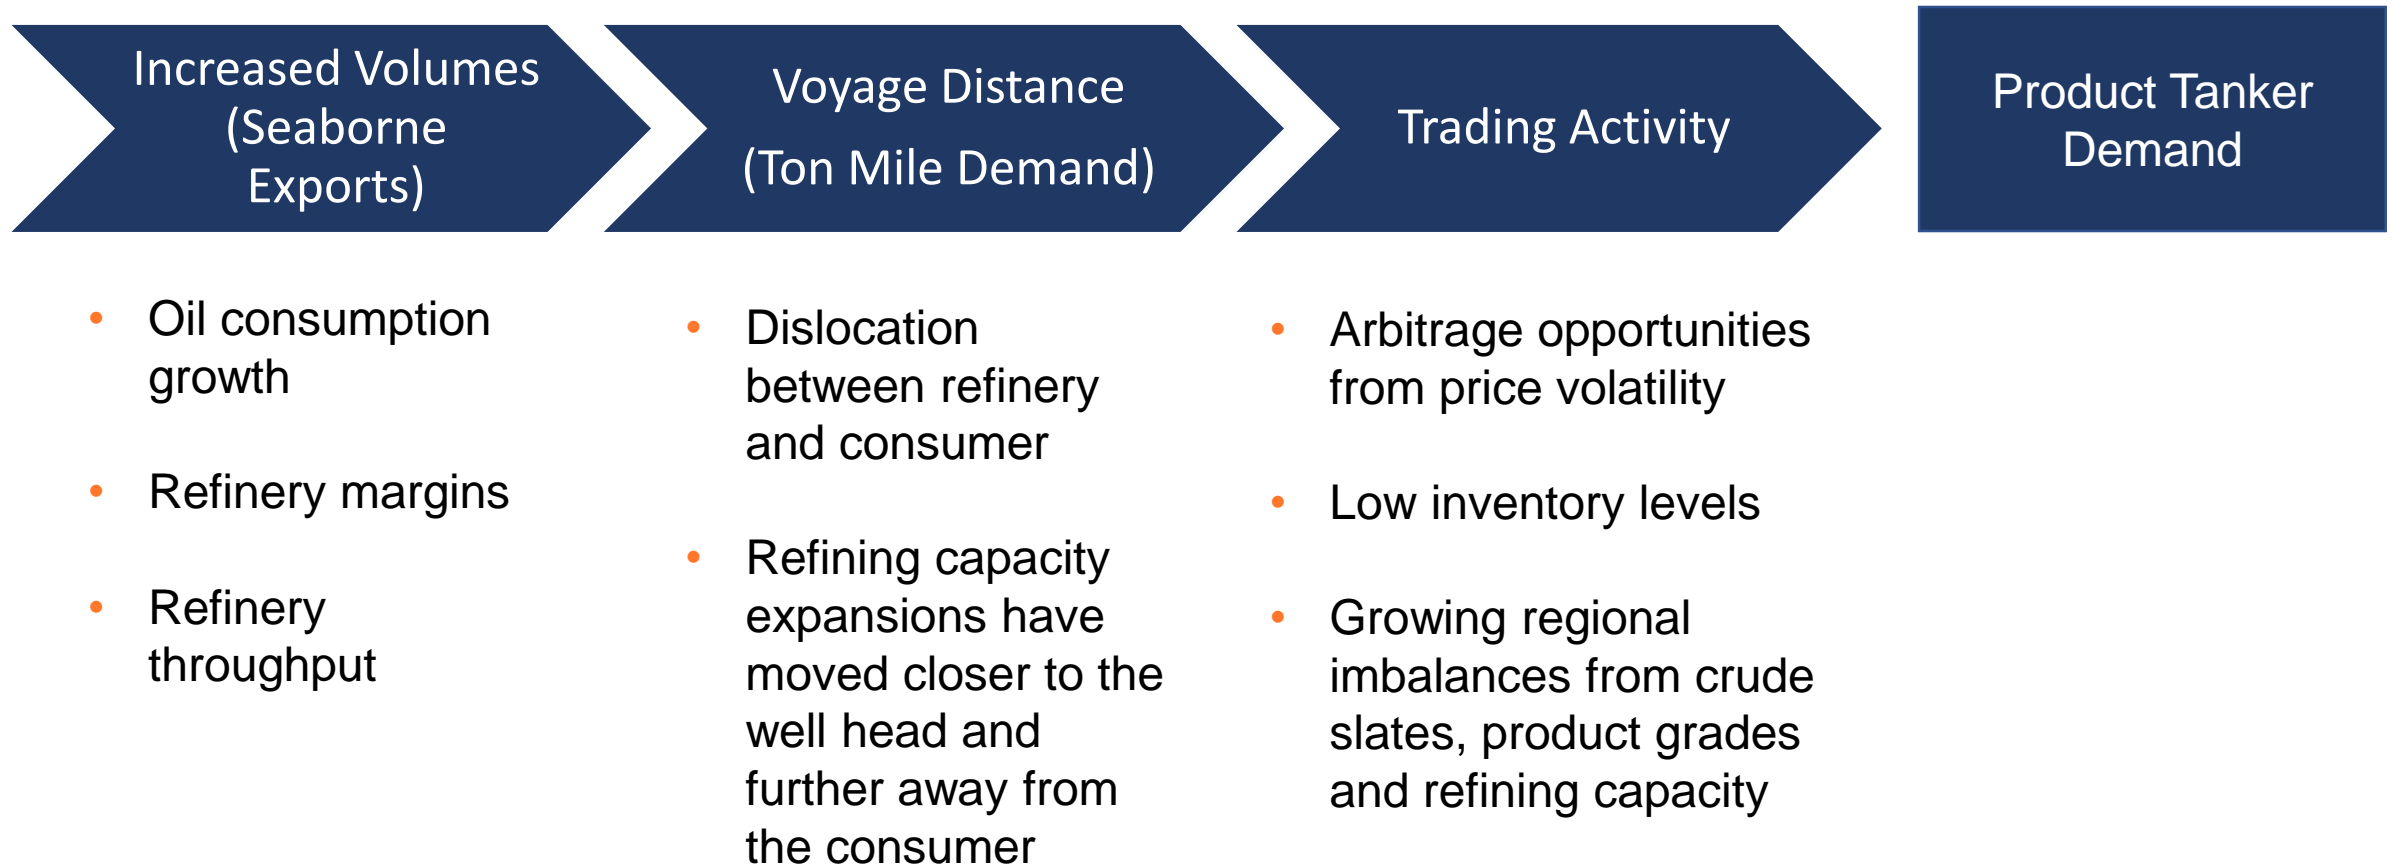 Increased Volumes
(Seaborne
Exports)
Voyage Distance
(Ton Mile Demand)
Trading Activity
Product Tanker
Demand
• Oil consumption
growth
• Refinery margins
• Refinery
throughput
• Dislocation
between refinery
and consumer
• Refining capacity
expansions have
moved closer to the
well head and
further away from
the consumer
• Arbitrage opportunities
from price volatility
• Low inventory levels
• Growing regional
imbalances from crude
slates, product grades
and refining capacity